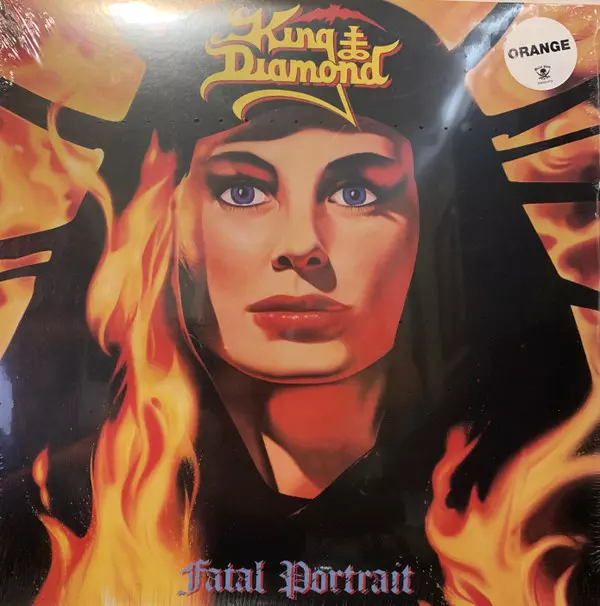 King
Diamond
ORANGE
Fatal Portrait